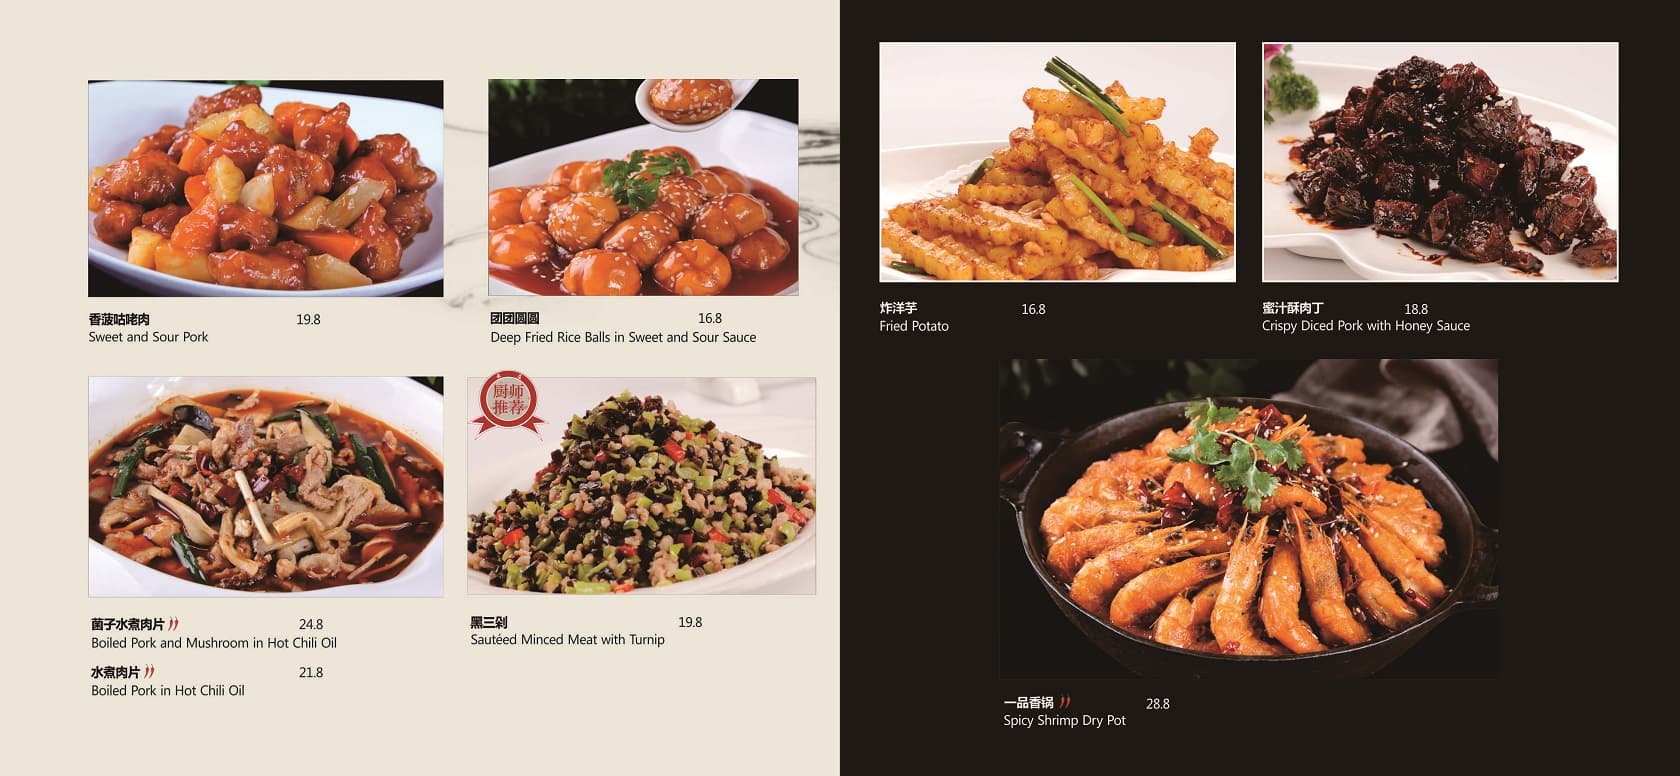 香菠咕咾肉 19.8
Sweet and Sour Pork
团团圆圆 16.8
Deep Fried Rice Balls in Sweet and Sour Sauce
厨师
推荐
菌子水煮肉片 24.8
Boiled Pork and Mushroom in Hot Chili Oil
水煮肉片 21.8
Boiled Pork in Hot Chili Oil
黑三剁 19.8
Sautéed Minced Meat with Turnip
炸洋芋 16.8
Fried Potato
蜜汁酥肉丁 18.8
Crispy Diced Pork with Honey Sauce
一品香锅 28.8
Spicy Shrimp Dry Pot